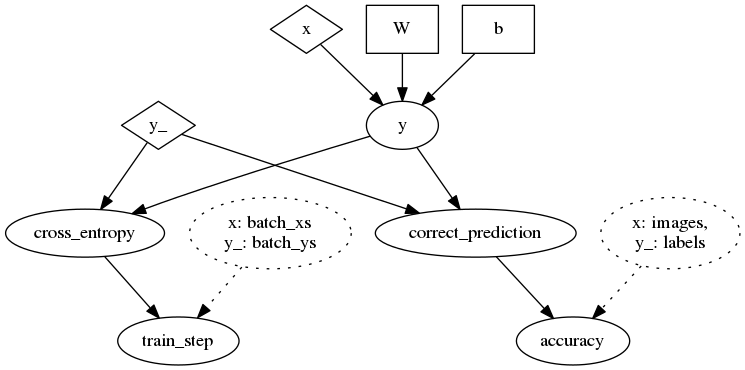 x
W
b
y_
y
cross_entropy
x: batch_xs
y_: batch_ys
correct_prediction
x: images,
y_: labels
train_step
accuracy